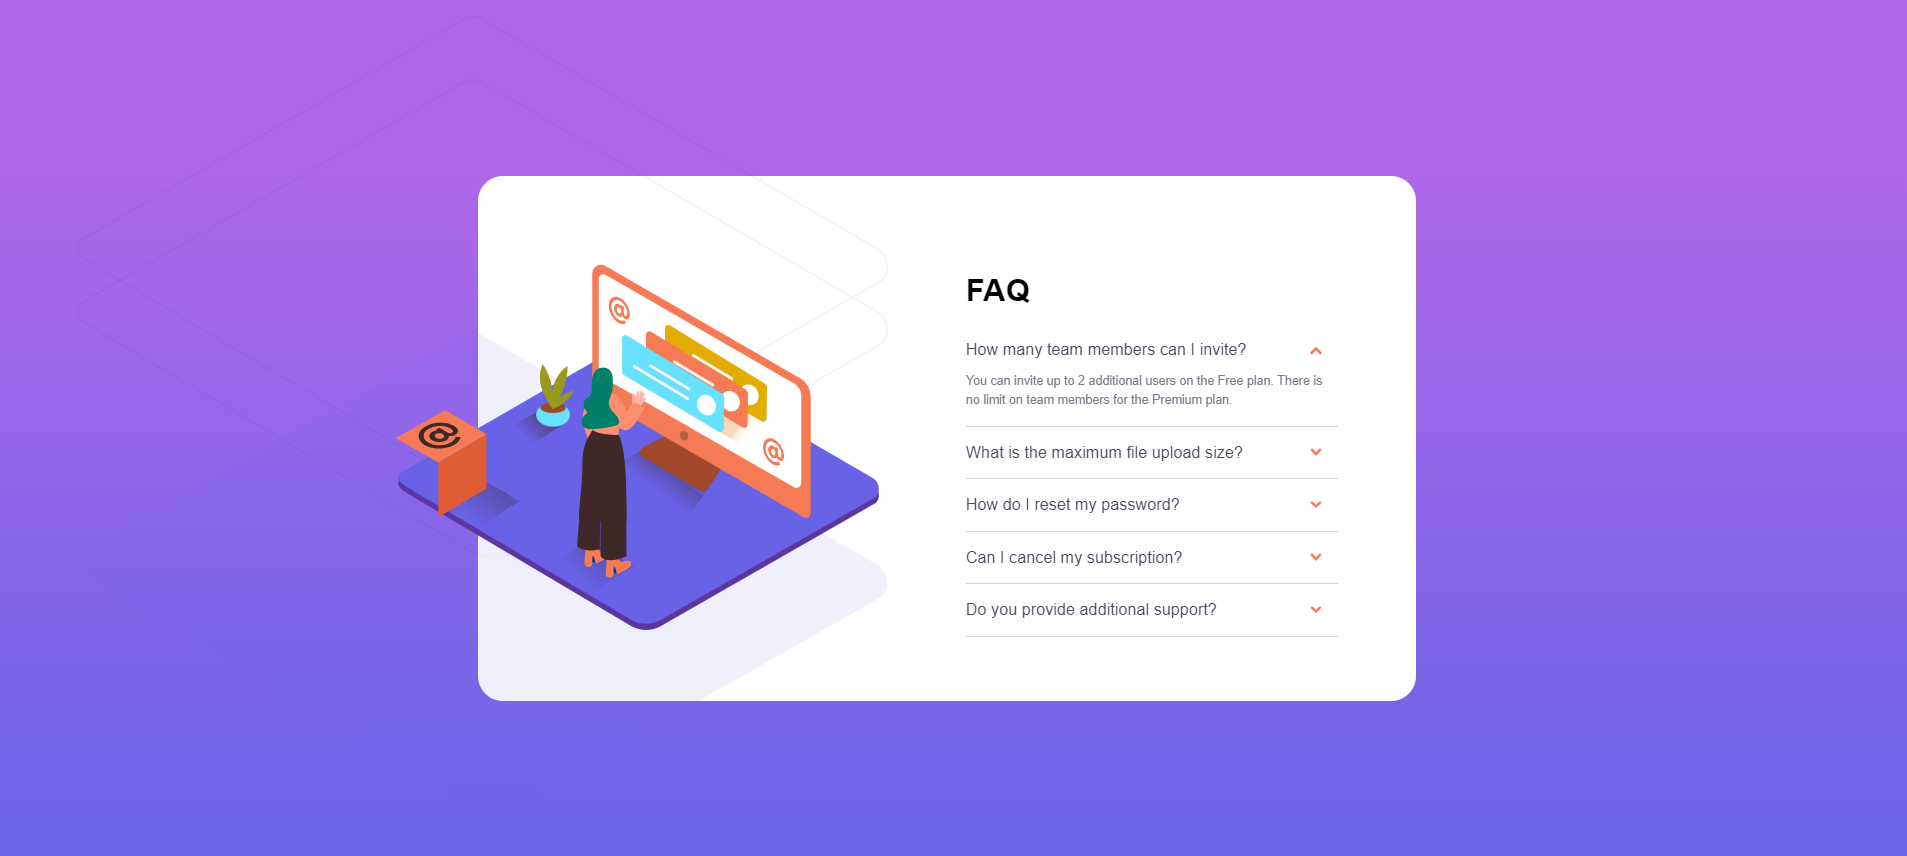 @
@
@
FAQ
How many team members can I invite?
You can invite up to 2 additional users on the Free plan. There is
no limit on team members for the Premium plan.
What is the maximum file upload size?
How do I reset my password?
Can I cancel my subscription?
Do you provide additional support?